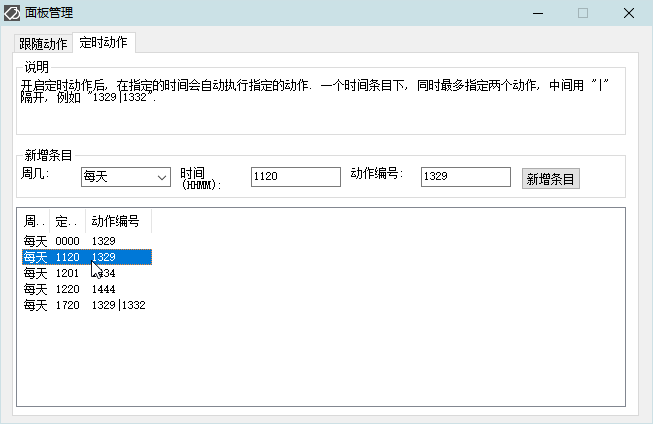 面板管理
跟随动作 定时动作
说明
开启定时动作后, 在指定的时间会自动执行指定的动作. 一个时间条目下, 同时最多指定两个动作, 中间用 "|"
隔开, 例如 "1329|1332".
新增条目
周几: 每天 时间 1120 动作编号: 1329 新增条目
(HHMM):
周.. 定.. 动作编号
每天 0000 1329
每天 1120 1329
每天 1201
每天 1220 1444
每天 1720 1329|1332